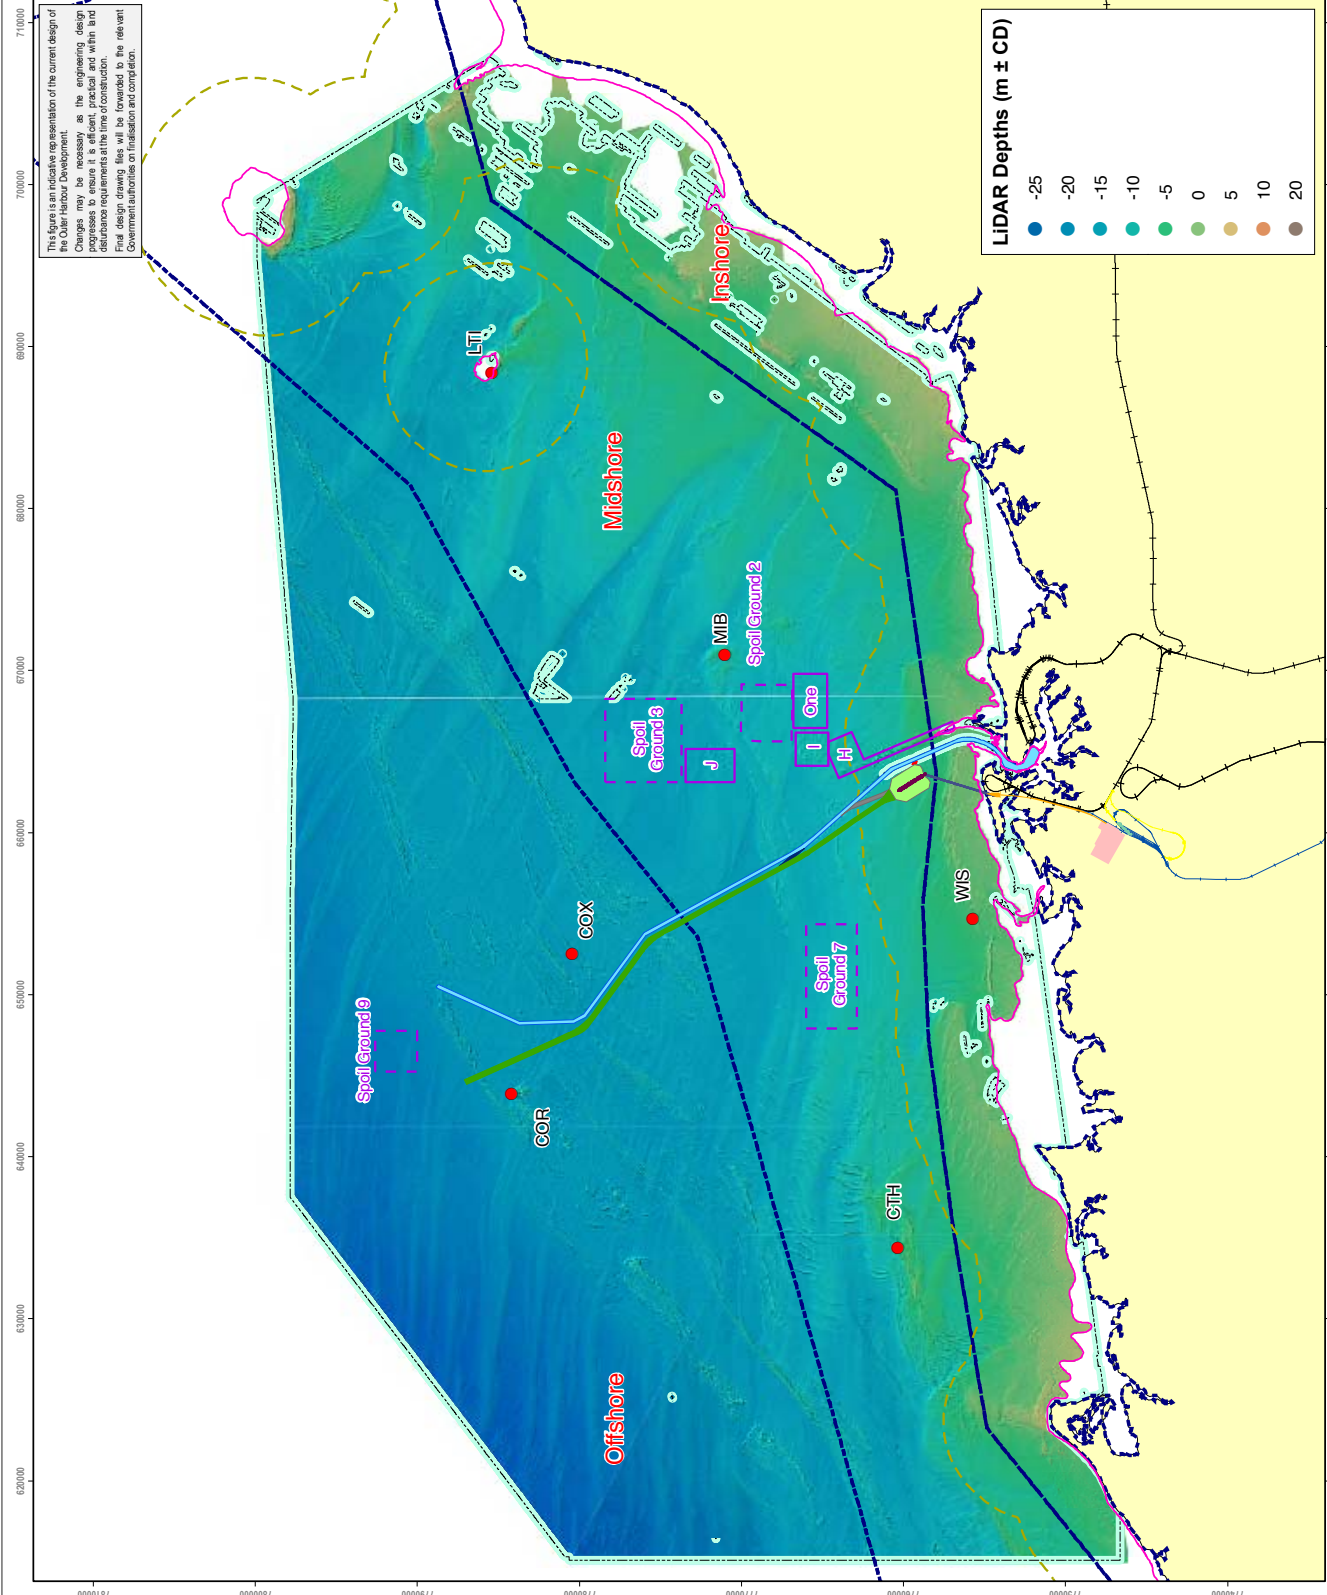 This figure is an indicative representation of the current design of
the Outer Harbour Development.
Changes may be necessary as the engineering design
progresses to ensure it is efficient, practical and within land
disturbance requirements at the time of construction.
Final design drawing files will be forwarded to the relevant
Government authorities on finalisation and completion.
710000
700000
690000
680000
670000
660000
650000
640000
630000
620000
LTI
Inshore
Midshore
MIB
Spoil Ground 2
Spoil
Ground 3
One
I
H
J
COX
WIS
Spoil Ground 9
Spoil
Ground 7
COR
CTH
Offshore
LiDAR Depths (m ± CD)
-25
-20
-15
-10
-5
0
5
10
20